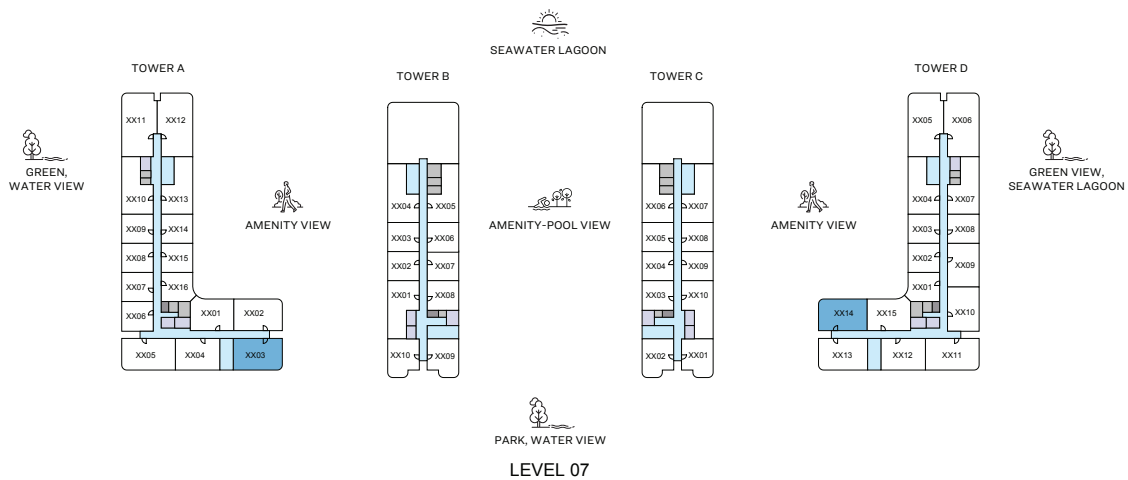 SEAWATER LAGOON
TOWER A
TOWER B
TOWER C
TOWER D
XX11
XX12
XX10
XX13
XX09
XX14
XX08
XX15
XX07
XX16
XX06
XX01
XX02
XX05
XX04
XX03
XX04
XX05
XX03
XX06
XX02
XX07
XX01
XX08
XX10
XX09
XX06
XX07
XX05
XX08
XX04
XX09
XX03
XX10
XX02
XX01
XX05
XX06
XX04
XX07
XX03
XX08
XX02
XX09
XX01
XX10
XX14
XX15
XX13
XX12
XX11
GREEN,
WATER VIEW
AMENITY VIEW
AMENITY-POOL VIEW
AMENITY VIEW
GREEN VIEW,
SEAWATER LAGOON
PARK, WATER VIEW
LEVEL 07